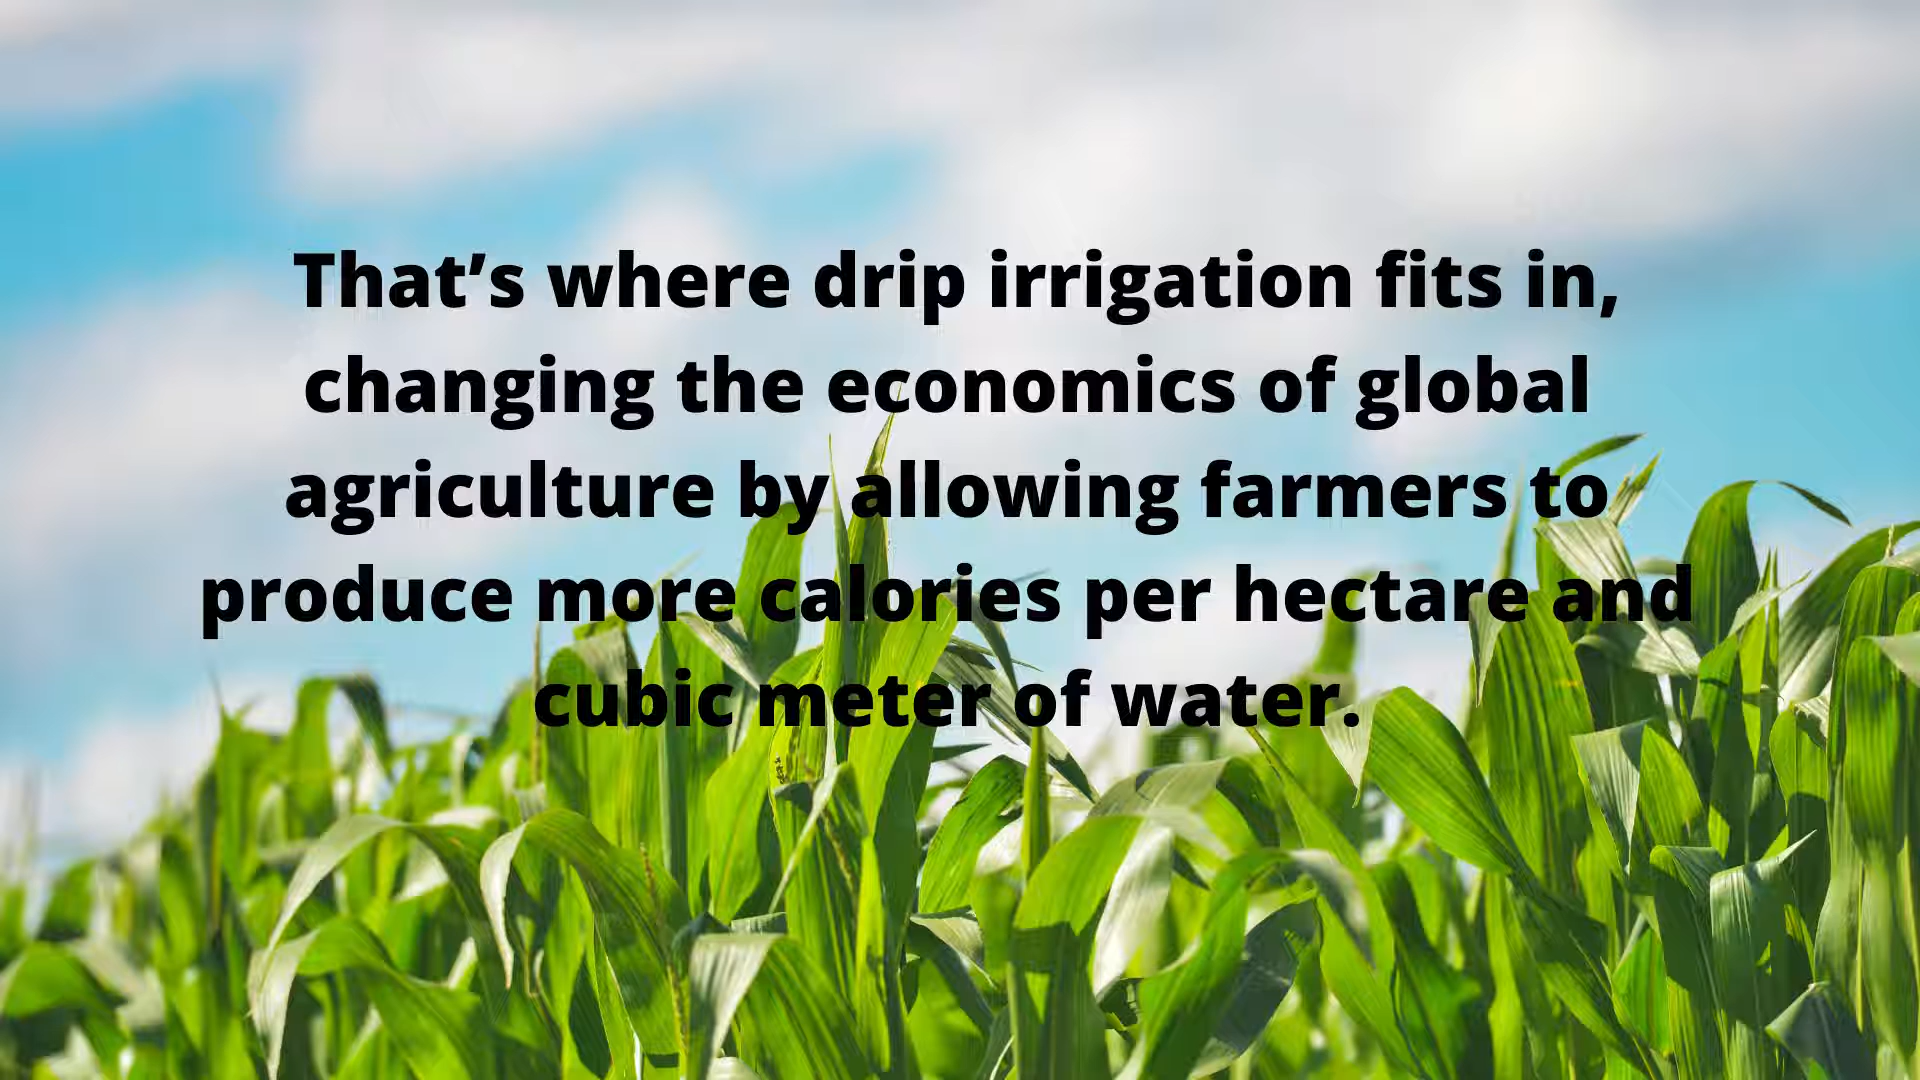 That’s where drip irrigation fits in,
changing the economics of global
agriculture by allowing farmers to
produce more calories per hectare and
cubic meter of water.